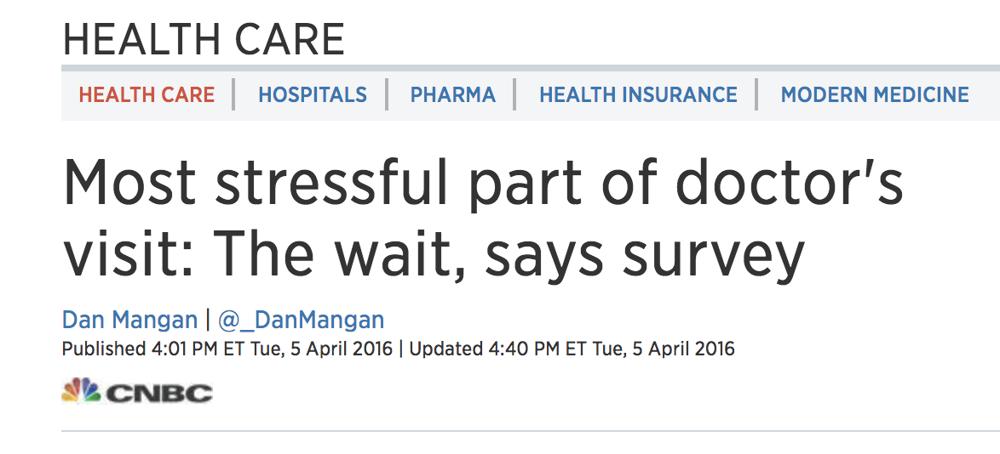 HEALTH CARE
HEALTH CARE | HOSPITALS | PHARMA | HEALTH INSURANCE | MODERN MEDICINE
Most stressful part of doctor's
visit: The wait, says survey
Dan Mangan | @_DanMangan
Published 4:01 PM ET Tue, 5 April 2016 | Updated 4:40 PM ET Tue, 5 April 2016
CNBC